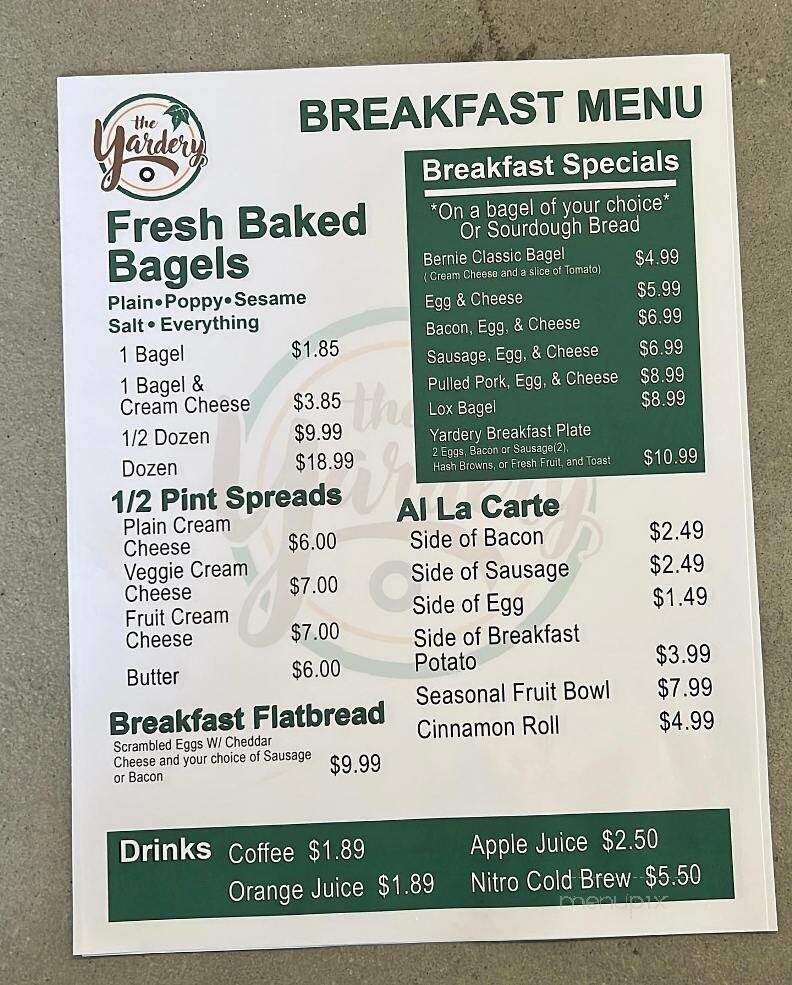 the
Yardery
BREAKFAST MENU
Fresh Baked
Bagels
Plain•Poppy•Sesame
Salt • Everything
1 Bagel $1.85
1 Bagel &
Cream Cheese $3.85
1/2 Dozen $9.99
Dozen $18.99
1/2 Pint Spreads
Plain Cream
Cheese $6.00
Veggie Cream
Cheese $7.00
Fruit Cream
Cheese $7.00
Butter $6.00
Breakfast Flatbread
Scrambled Eggs W/ Cheddar
Cheese and your choice of Sausage
or Bacon $9.99
Breakfast Specials
*On a bagel of your choice*
Or Sourdough Bread
Bernie Classic Bagel $4.99
( Cream Cheese and a slice of Tomato)
Egg & Cheese $5.99
Bacon, Egg, & Cheese $6.99
Sausage, Egg, & Cheese $6.99
Pulled Pork, Egg, & Cheese $8.99
Lox Bagel $8.99
Yardery Breakfast Plate
2 Eggs, Bacon or Sausage(2),
Hash Browns, or Fresh Fruit, and Toast $10.99
Al La Carte
Side of Bacon $2.49
Side of Sausage $2.49
Side of Egg $1.49
Side of Breakfast
Potato $3.99
Seasonal Fruit Bowl $7.99
Cinnamon Roll $4.99
the
Yardery
Drinks Coffee $1.89 Apple Juice $2.50
Orange Juice $1.89 Nitro Cold Brew $5.50
menupix